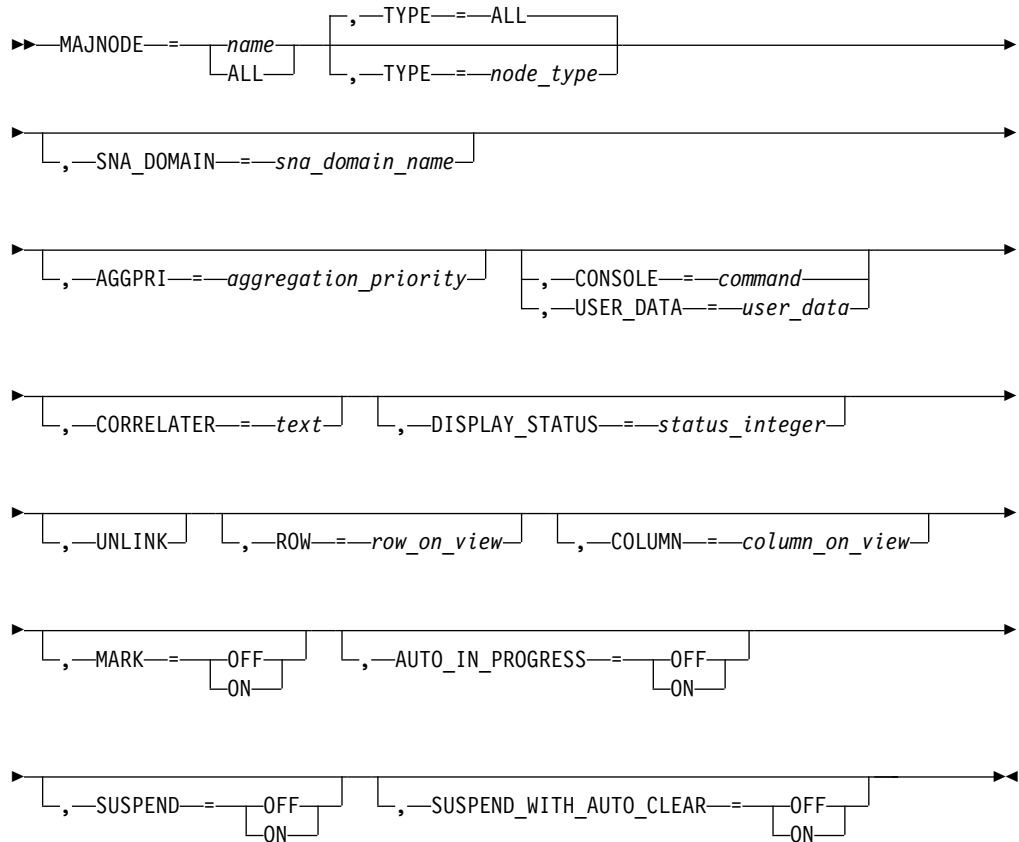 , TYPE = ALL
MAJNODE = name
ALL , TYPE = node_type
, SNA_DOMAIN = sna_domain_name
, AGGPRI = aggregation_priority , CONSOLE = command
, USER_DATA = user_data
, CORRELATER = text , DISPLAY_STATUS = status_integer
, UNLINK , ROW = row_on_view , COLUMN = column_on_view
, MARK = OFF , AUTO_IN_PROGRESS = OFF
ON ON
, SUSPEND = OFF , SUSPEND_WITH_AUTO_CLEAR = OFF
ON ON